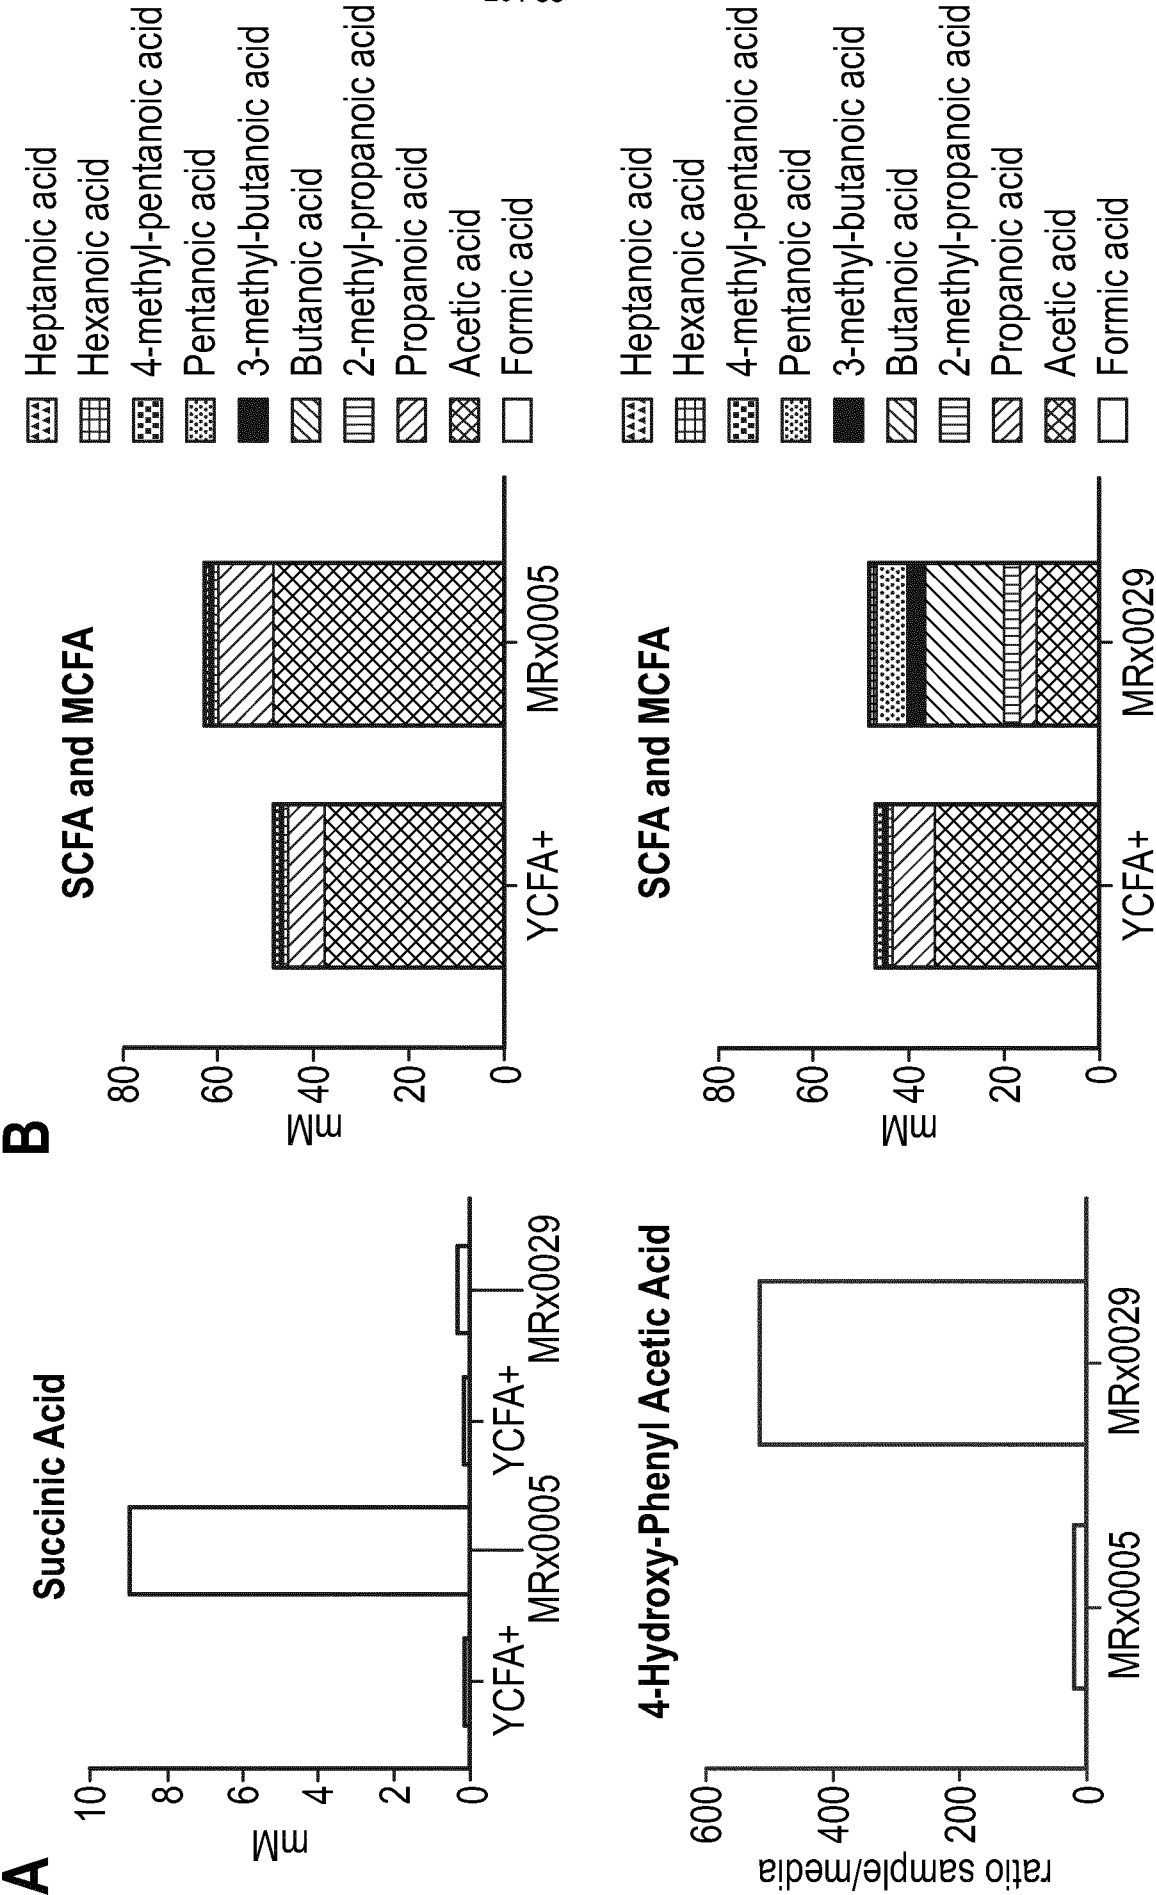 A
Succinic Acid
mM
10
8
6
4
2
0
YCFA+
MRx0005
YCFA+
MRx0029
4-Hydroxy-Phenyl Acetic Acid
ratio sample/media
600
400
200
0
MRx0005
MRx0029
B
SCFA and MCFA
mM
80
60
40
20
0
YCFA+
MRx0005
Heptanoic acid
Hexanoic acid
4-methyl-pentanoic acid
Pentanoic acid
3-methyl-butanoic acid
Butanoic acid
2-methyl-propanoic acid
Propanoic acid
Acetic acid
Formic acid
SCFA and MCFA
mM
80
60
40
20
0
YCFA+
MRx0029
Heptanoic acid
Hexanoic acid
4-methyl-pentanoic acid
Pentanoic acid
3-methyl-butanoic acid
Butanoic acid
2-methyl-propanoic acid
Propanoic acid
Acetic acid
Formic acid